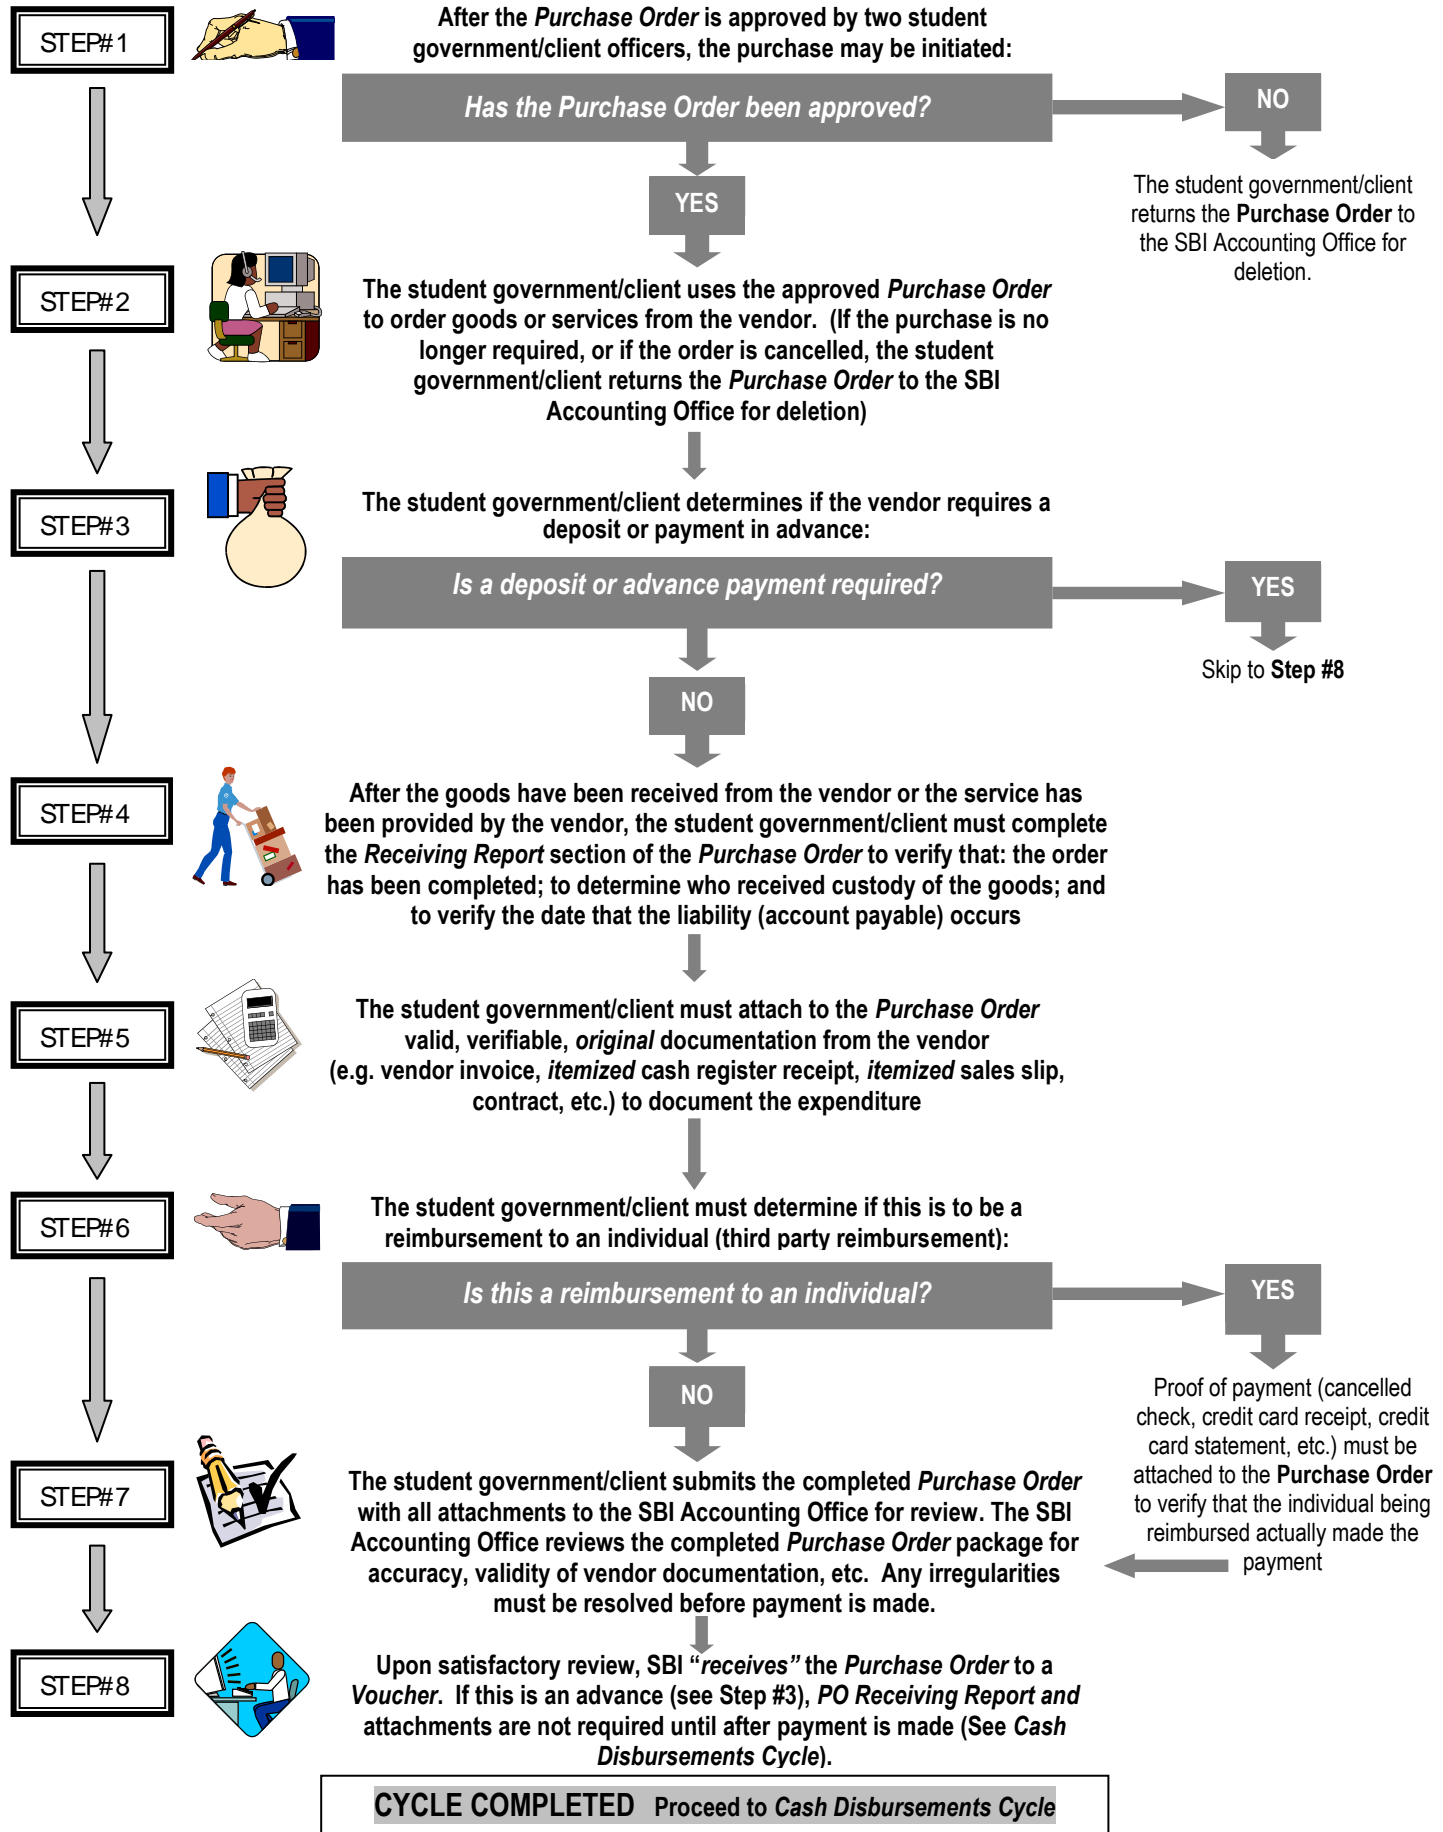 STEP#1
After the Purchase Order is approved by two student
government/client officers, the purchase may be initiated:
Has the Purchase Order been approved?
NO
The student government/client
returns the Purchase Order to
the SBI Accounting Office for
deletion.
YES
STEP#2
The student government/client uses the approved Purchase Order
to order goods or services from the vendor. (If the purchase is no
longer required, or if the order is cancelled, the student
government/client returns the Purchase Order to the SBI
Accounting Office for deletion)
STEP#3
The student government/client determines if the vendor requires a
deposit or payment in advance:
Is a deposit or advance payment required?
YES
Skip to Step #8
NO
STEP#4
After the goods have been received from the vendor or the service has
been provided by the vendor, the student government/client must complete
the Receiving Report section of the Purchase Order to verify that: the order
has been completed; to determine who received custody of the goods; and
to verify the date that the liability (account payable) occurs
STEP#5
The student government/client must attach to the Purchase Order
valid, verifiable, original documentation from the vendor
(e.g. vendor invoice, itemized cash register receipt, itemized sales slip,
contract, etc.) to document the expenditure
STEP#6
The student government/client must determine if this is to be a
reimbursement to an individual (third party reimbursement):
Is this a reimbursement to an individual?
YES
Proof of payment (cancelled
check, credit card receipt, credit
card statement, etc.) must be
attached to the Purchase Order
to verify that the individual being
reimbursed actually made the
payment
NO
STEP#7
The student government/client submits the completed Purchase Order
with all attachments to the SBI Accounting Office for review. The SBI
Accounting Office reviews the completed Purchase Order package for
accuracy, validity of vendor documentation, etc. Any irregularities
must be resolved before payment is made.
STEP#8
Upon satisfactory review, SBI “receives” the Purchase Order to a
Voucher. If this is an advance (see Step #3), PO Receiving Report and
attachments are not required until after payment is made (See Cash
Disbursements Cycle).
CYCLE COMPLETED Proceed to Cash Disbursements Cycle